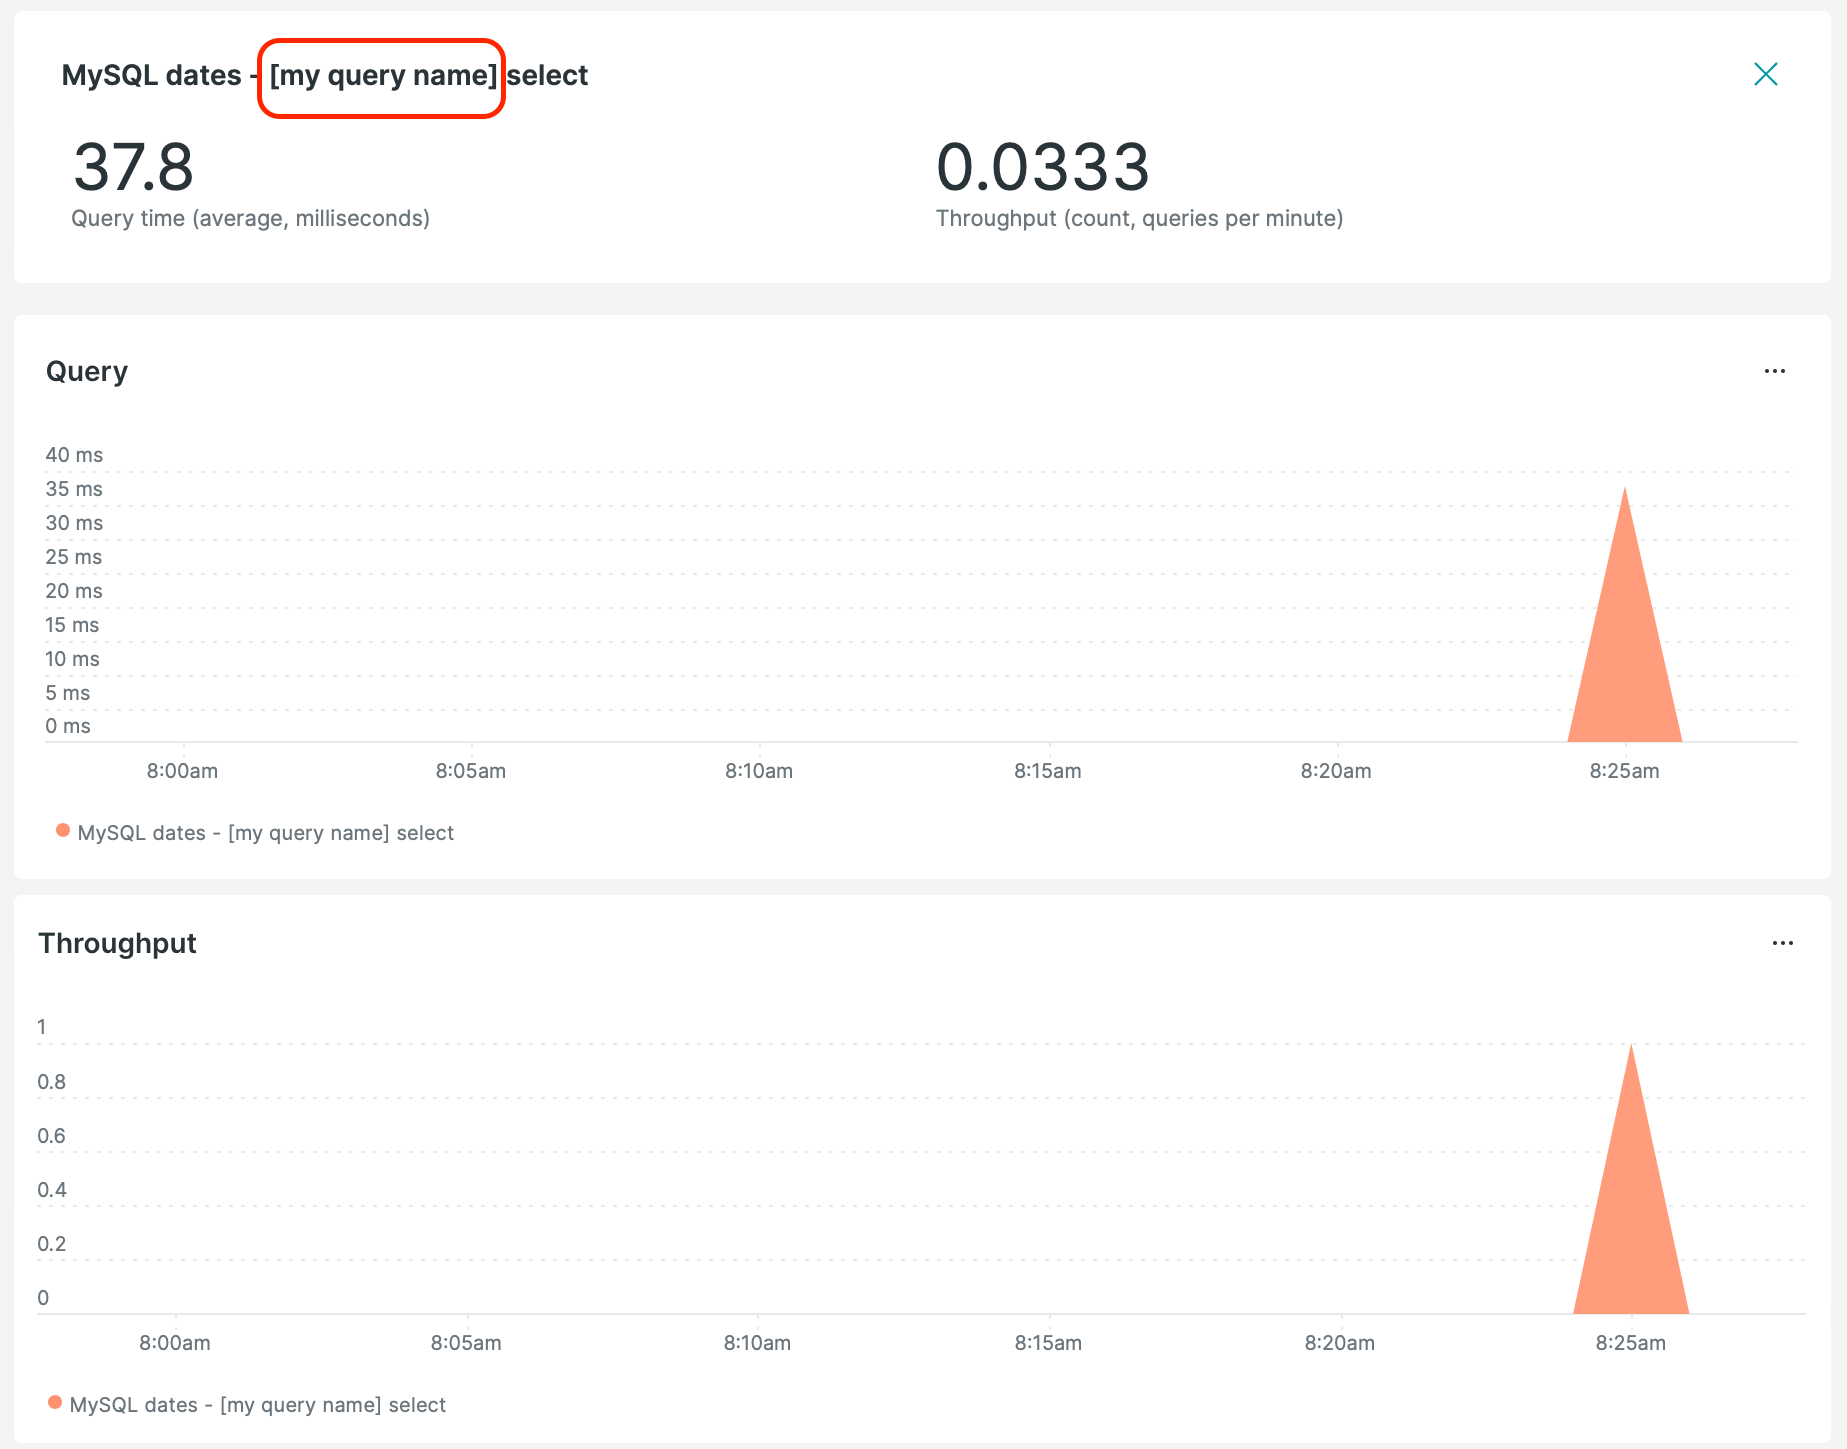 MySQL dates - [my query name] select
37.8
Query time (average, milliseconds)
0.0333
Throughput (count, queries per minute)
Query
...
40 ms
35 ms
30 ms
25 ms
20 ms
15 ms
10 ms
5 ms
0 ms
8:00am 8:05am 8:10am 8:15am 8:20am 8:25am
MySQL dates - [my query name] select
Throughput
...
1
0.8
0.6
0.4
0.2
0
8:00am 8:05am 8:10am 8:15am 8:20am 8:25am
MySQL dates - [my query name] select